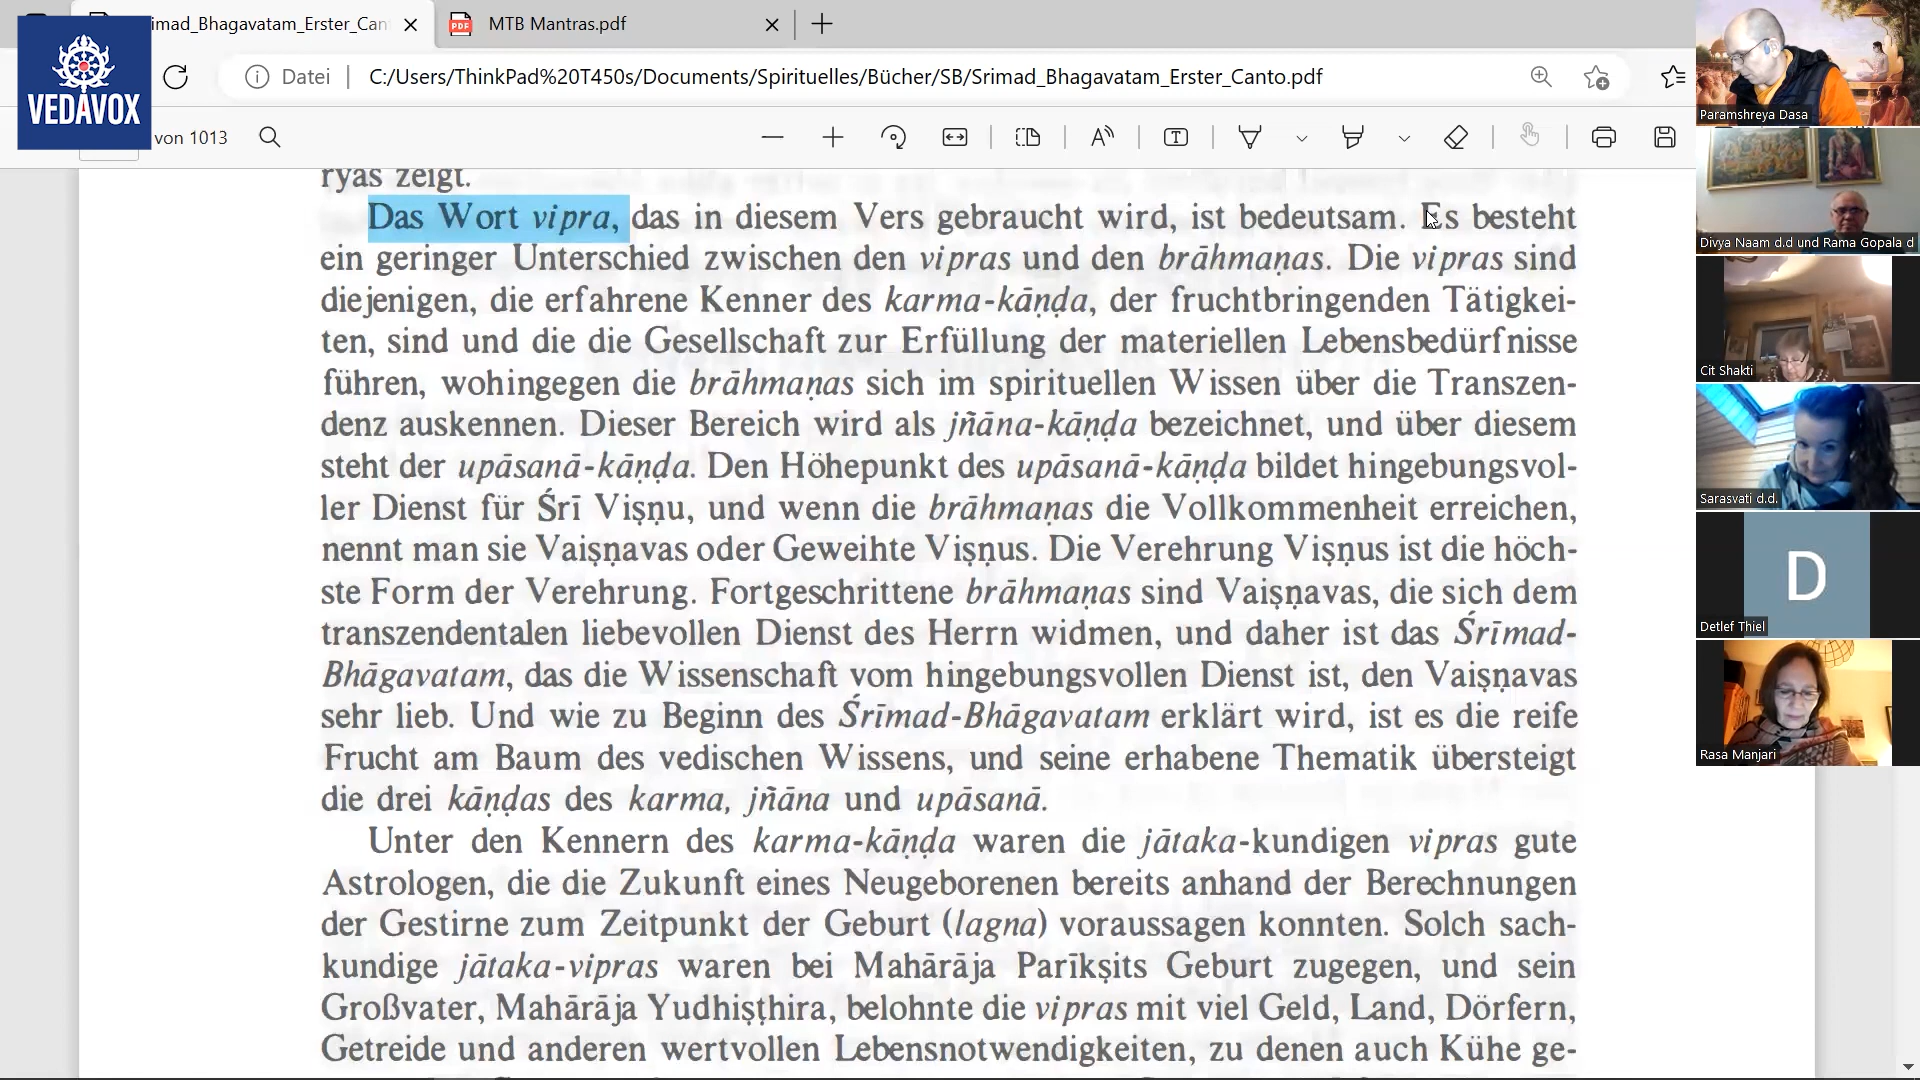 rimad_Bhagavatam_Erster_Can
MTB Mantras.pdf
VEDAVOX
Datei
C:/Users/ThinkPad%20T450s/Documents/Spirituelles/Bücher/SB/Srimad_Bhagavatam_Erster_Canto.pdf
von 1013
ryas zeigt.
Das Wort vipra, das in diesem Vers gebraucht wird, ist bedeutsam. Es besteht
ein geringer Unterschied zwischen den vipras und den brāhmaṇas. Die vipras sind
diejenigen, die erfahrene Kenner des karma-kāṇḍa, der fruchtbringenden Tätigkei-
ten, sind und die die Gesellschaft zur Erfüllung der materiellen Lebensbedürfnisse
führen, wohingegen die brāhmaṇas sich im spirituellen Wissen über die Transzen-
denz auskennen. Dieser Bereich wird als jñāna-kāṇḍa bezeichnet, und über diesem
steht der upāsanā-kāṇḍa. Den Höhepunkt des upāsanā-kāṇḍa bildet hingebungsvol-
ler Dienst für Śrī Viṣṇu, und wenn die brāhmaṇas die Vollkommenheit erreichen,
nennt man sie Vaiṣṇavas oder Geweihte Viṣṇus. Die Verehrung Viṣṇus ist die höch-
ste Form der Verehrung. Fortgeschrittene brāhmaṇas sind Vaiṣṇavas, die sich dem
transzendentalen liebevollen Dienst des Herrn widmen, und daher ist das Śrīmad-
Bhāgavatam, das die Wissenschaft vom hingebungsvollen Dienst ist, den Vaiṣṇavas
sehr lieb. Und wie zu Beginn des Śrīmad-Bhāgavatam erklärt wird, ist es die reife
Frucht am Baum des vedischen Wissens, und seine erhabene Thematik übersteigt
die drei kāṇḍas des karma, jñāna und upāsanā.
Unter den Kennern des karma-kāṇḍa waren die jātaka-kundigen vipras gute
Astrologen, die die Zukunft eines Neugeborenen bereits anhand der Berechnungen
der Gestirne zum Zeitpunkt der Geburt (lagna) voraussagen konnten. Solch sach-
kundige jātaka-vipras waren bei Mahārāja Parīkṣits Geburt zugegen, und sein
Großvater, Mahārāja Yudhiṣṭhira, belohnte die vipras mit viel Geld, Land, Dörfern,
Getreide und anderen wertvollen Lebensnotwendigkeiten, zu denen auch Kühe ge-
Paramshreya Dasa
Divya Naam d.d und Rama Gopala d
Cit Shakti
Sarasvati d.d.
D
Detlef Thiel
Rasa Manjari